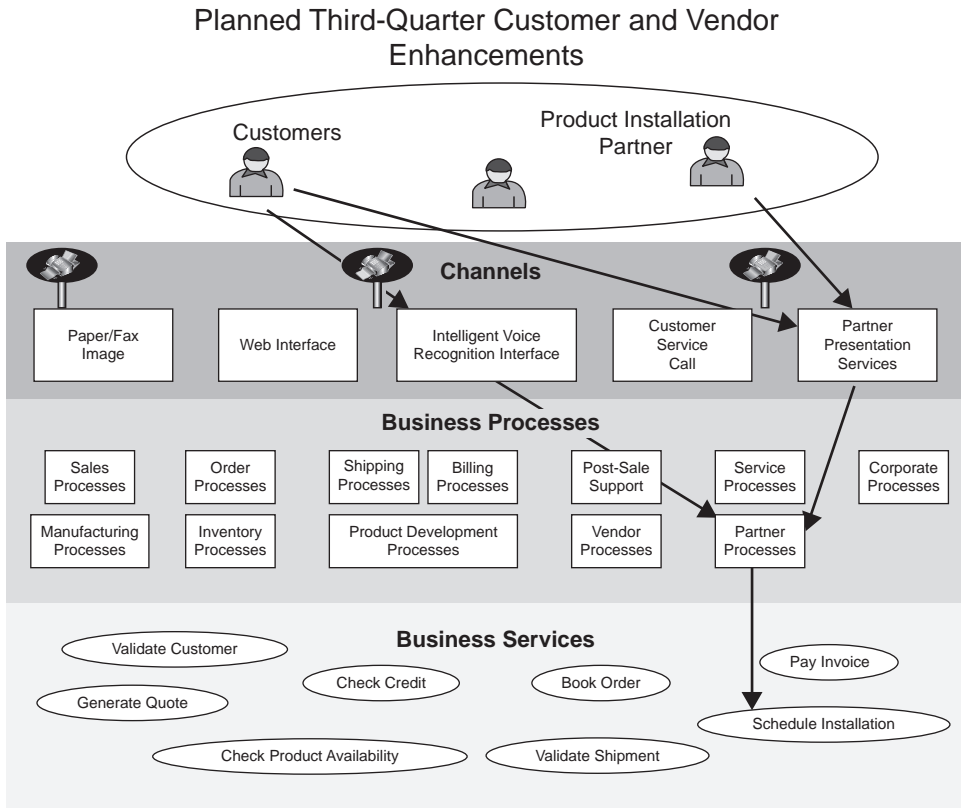 Planned Third-Quarter Customer and Vendor
Enhancements
Customers
Product Installation
Partner
Channels
Paper/Fax
Image
Web Interface
Intelligent Voice
Recognition Interface
Customer
Service
Call
Partner
Presentation
Services
Business Processes
Sales
Processes
Order
Processes
Shipping
Processes
Billing
Processes
Post-Sale
Support
Service
Processes
Corporate
Processes
Manufacturing
Processes
Inventory
Processes
Product Development
Processes
Vendor
Processes
Partner
Processes
Business Services
Validate Customer
Pay Invoice
Check Credit
Book Order
Generate Quote
Schedule Installation
Check Product Availability
Validate Shipment